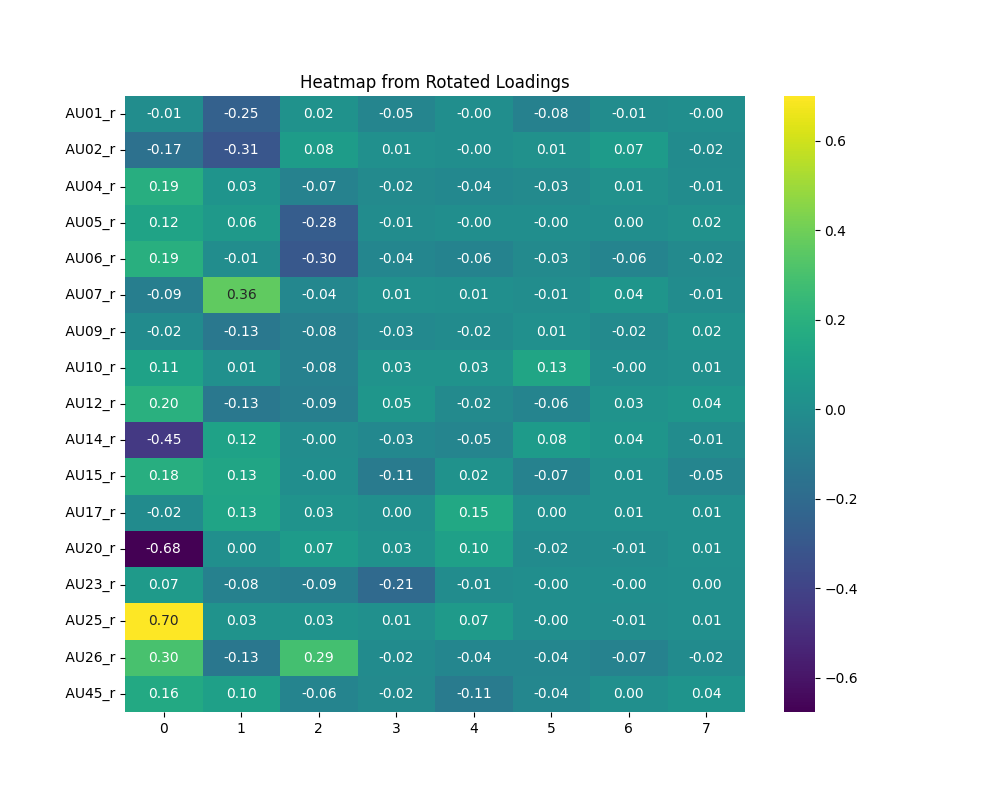 Heatmap from Rotated Loadings
AU01_r -0.01 -0.25 0.02 -0.05 -0.00 -0.08 -0.01 -0.00
AU02_r -0.17 -0.31 0.08 0.01 -0.00 0.01 0.07 -0.02
AU04_r 0.19 0.03 -0.07 -0.02 -0.04 -0.03 0.01 -0.01
AU05_r 0.12 0.06 -0.28 -0.01 -0.00 -0.00 0.00 0.02
AU06_r 0.19 -0.01 -0.30 -0.04 -0.06 -0.03 -0.06 -0.02
AU07_r -0.09 0.36 -0.04 0.01 0.01 -0.01 0.04 -0.01
AU09_r -0.02 -0.13 -0.08 -0.03 -0.02 0.01 -0.02 0.02
AU10_r 0.11 0.01 -0.08 0.03 0.03 0.13 -0.00 0.01
AU12_r 0.20 -0.13 -0.09 0.05 -0.02 -0.06 0.03 0.04
AU14_r -0.45 0.12 -0.00 -0.03 -0.05 0.08 0.04 -0.01
AU15_r 0.18 0.13 -0.00 -0.11 0.02 -0.07 0.01 -0.05
AU17_r -0.02 0.13 0.03 0.00 0.15 0.00 0.01 0.01
AU20_r -0.68 0.00 0.07 0.03 0.10 -0.02 -0.01 0.01
AU23_r 0.07 -0.08 -0.09 -0.21 -0.01 -0.00 -0.00 0.00
AU25_r 0.70 0.03 0.03 0.01 0.07 -0.00 -0.01 0.01
AU26_r 0.30 -0.13 0.29 -0.02 -0.04 -0.04 -0.07 -0.02
AU45_r 0.16 0.10 -0.06 -0.02 -0.11 -0.04 0.00 0.04
0 1 2 3 4 5 6 7
0.6
0.4
0.2
0.0
−0.2
−0.4
−0.6